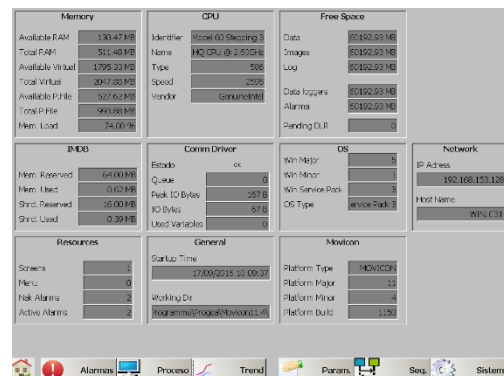 Memory
Available RAM 130.47 MB
Total RAM 511.48 MB
Available Virtual 1795.33 MB
Total Virtual 2047.88 MB
Available P.File 527.62 MB
Total P.File 993.88 MB
Mem. Load 74.00 %
CPU
Identifier Model 60 Stepping 3
Name HQ CPU @ 2.60GHz
Type 586
Speed 2595
Vendor GenuineIntel
Free Space
Data 60192.93 MB
Images 60192.93 MB
Log 60192.93 MB
Data loggers 60192.93 MB
Alarma 60192.93 MB
Pending DLR 0
IMDB
Mem. Reserved 64.00 MB
Mem. Used 0.62 MB
Shrd. Reserved 16.00 MB
Shrd. Used 0.39 MB
Comm Driver
Estado OK
Queue 0
Peak IO Bytes 167 B
IO Bytes 67 B
Used Variables 0
OS
Win Major 5
Win Minor 1
Win Service Pack 3
OS Type ervice Pack 3
Network
IP Adress
192.168.153.128
Host Name
WINLC31
Resources
Screens 1
Menu 0
Nak Alarms 2
Active Alarms 2
General
Startup Time
17/09/2016 10:09:37
Working Dir
Programme\Progea\Movicon11.4\
Movicon
Platform Type MOVICON
Platform Major 11
Platform Minor 4
Platform Build 1150
Alarmas Proceso Trend Param. Seq. Sistem